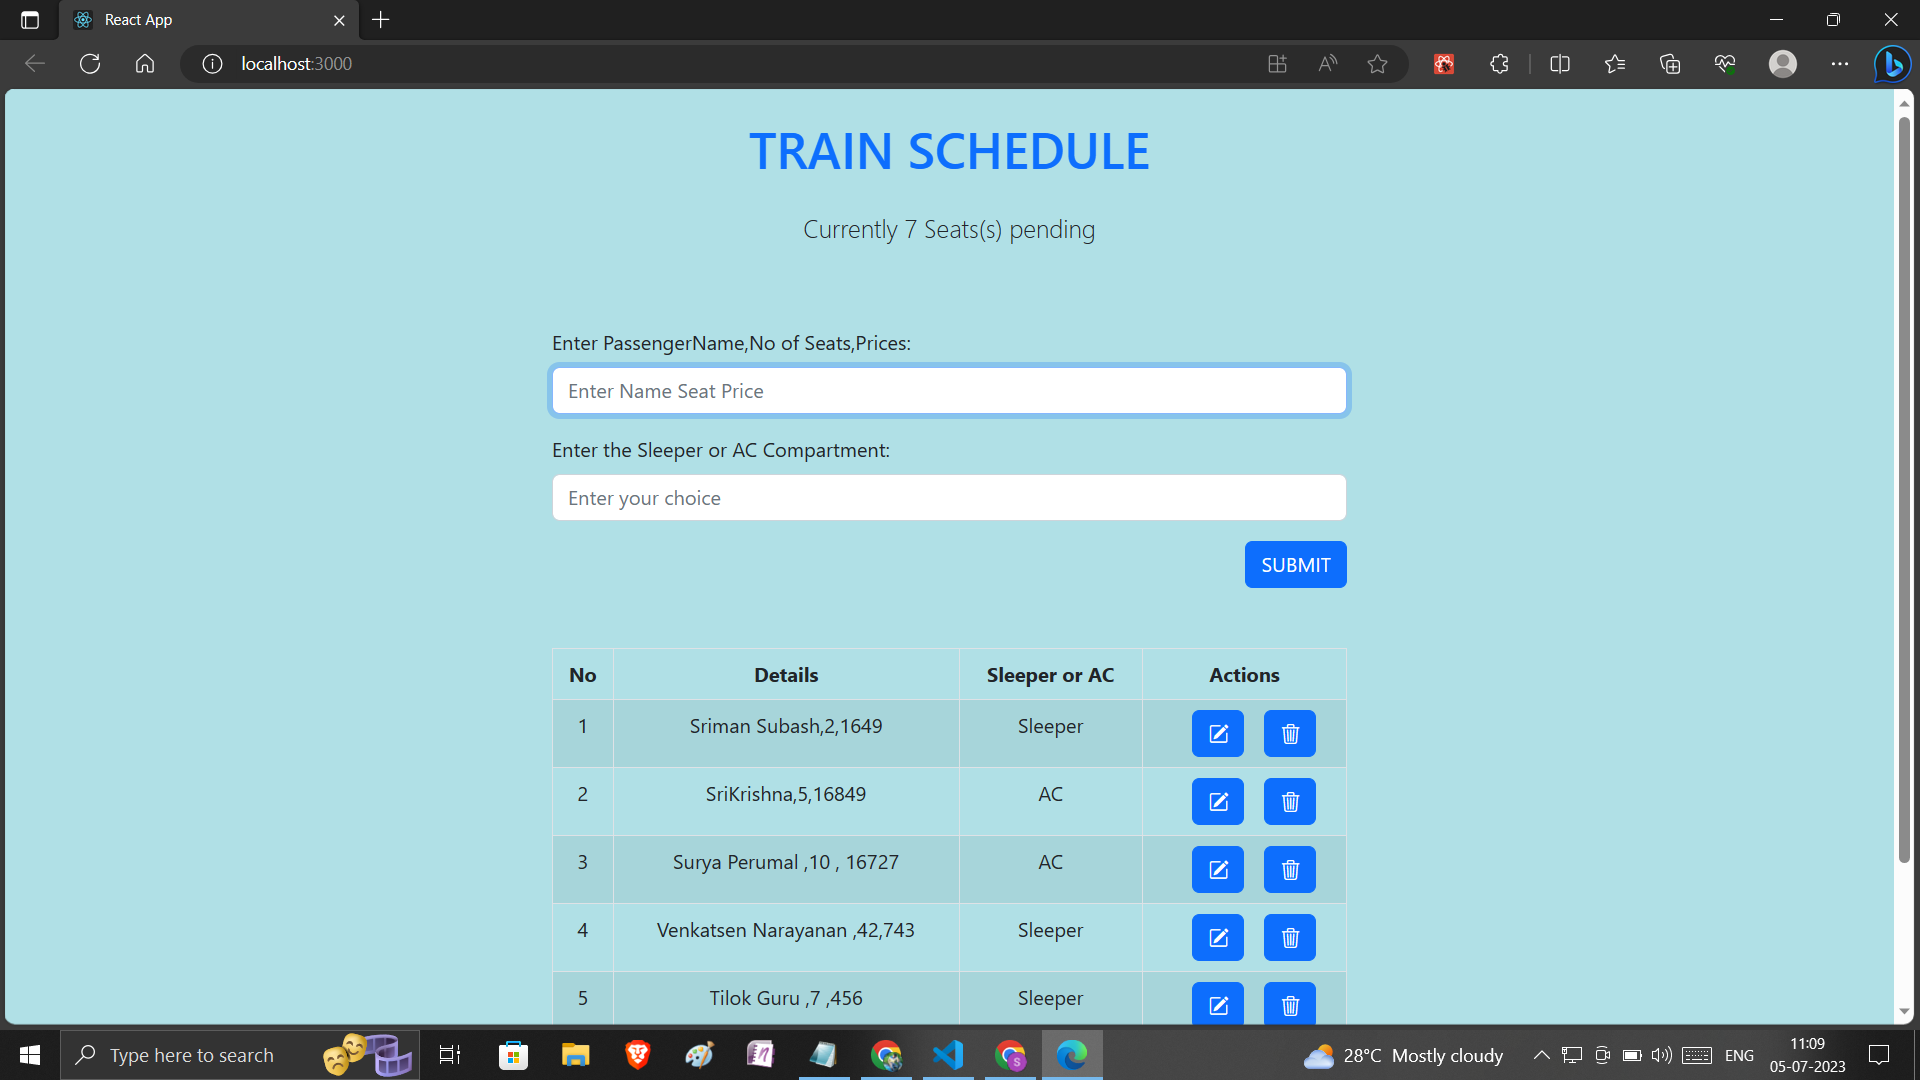 React App
localhost:3000
TRAIN SCHEDULE
Currently 7 Seats(s) pending
Enter PassengerName,No of Seats,Prices:
Enter Name Seat Price
Enter the Sleeper or AC Compartment:
Enter your choice
SUBMIT
No Details Sleeper or AC Actions
1 Sriman Subash,2,1649 Sleeper
2 SriKrishna,5,16849 AC
3 Surya Perumal ,10 , 16727 AC
4 Venkatsen Narayanan ,42,743 Sleeper
5 Tilok Guru ,7 ,456 Sleeper
Type here to search
28°C Mostly cloudy
ENG
11:09
05-07-2023